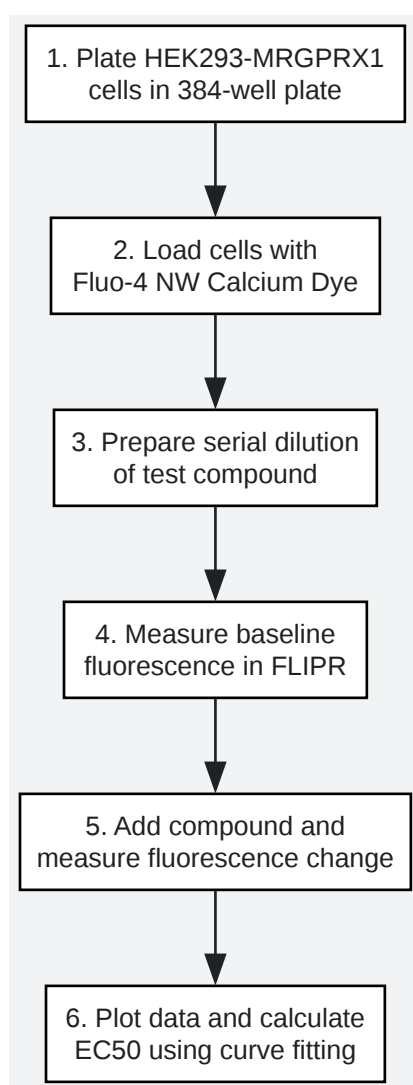 1. Plate HEK293-MRGPRX1
cells in 384-well plate
2. Load cells with
Fluo-4 NW Calcium Dye
3. Prepare serial dilution
of test compound
4. Measure baseline
fluorescence in FLIPR
5. Add compound and
measure fluorescence change
6. Plot data and calculate
EC50 using curve fitting